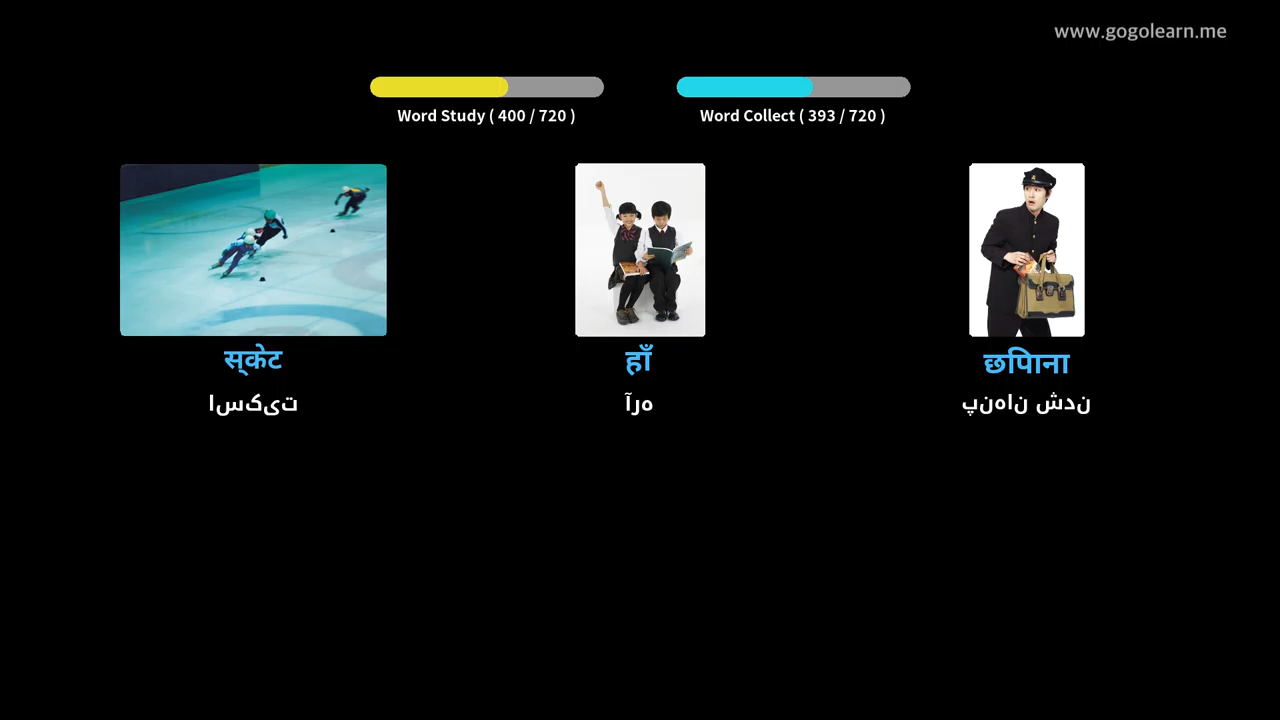 www.gogolearn.me
Word Study ( 400 / 720 )
Word Collect ( 393 / 720 )
स्केट
हाँ
छिपाना
اسکیت
آره
پنهان شدن